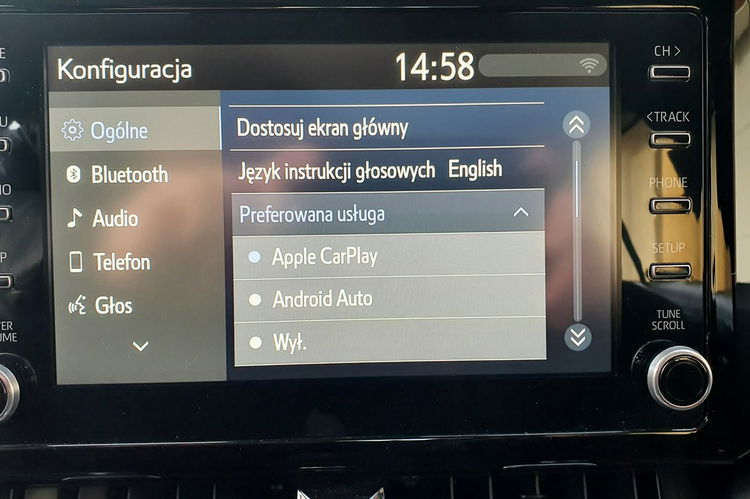 Konfiguracja 14:58
Ogólne
Bluetooth
Audio
Telefon
Głos
Dostosuj ekran główny
Język instrukcji głosowych English
Preferowana usługa
Apple CarPlay
Android Auto
Wył.
CH >
< TRACK
PHONE
SETUP
TUNE
SCROLL